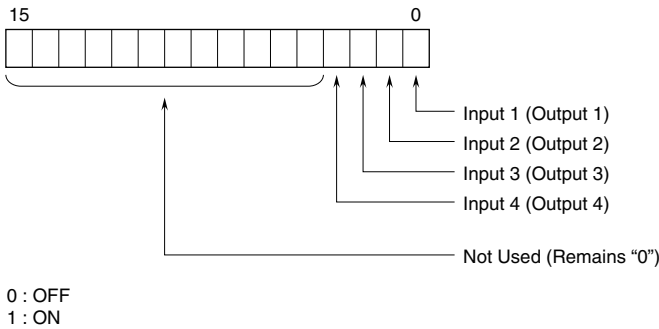 15 0
Input 1 (Output 1)
Input 2 (Output 2)
Input 3 (Output 3)
Input 4 (Output 4)
Not Used (Remains “0”)
0 : OFF
1 : ON